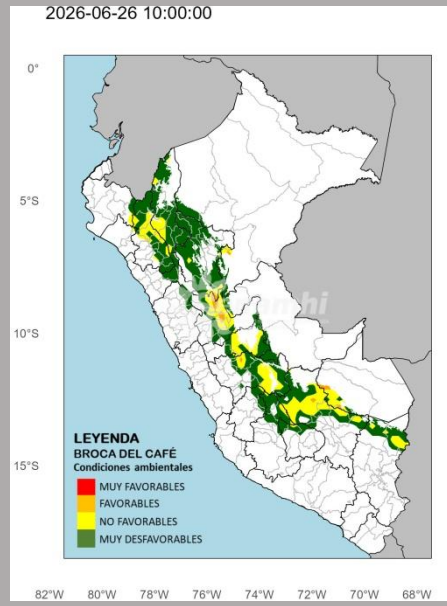 2026-06-26 10:00:00
0°
5°S
10°S
15°S
LEYENDA
BROCA DEL CAFÉ
Condiciones ambientales
MUY FAVORABLES
FAVORABLES
NO FAVORABLES
MUY DESFAVORABLES
82°W 80°W 78°W 76°W 74°W 72°W 70°W 68°W